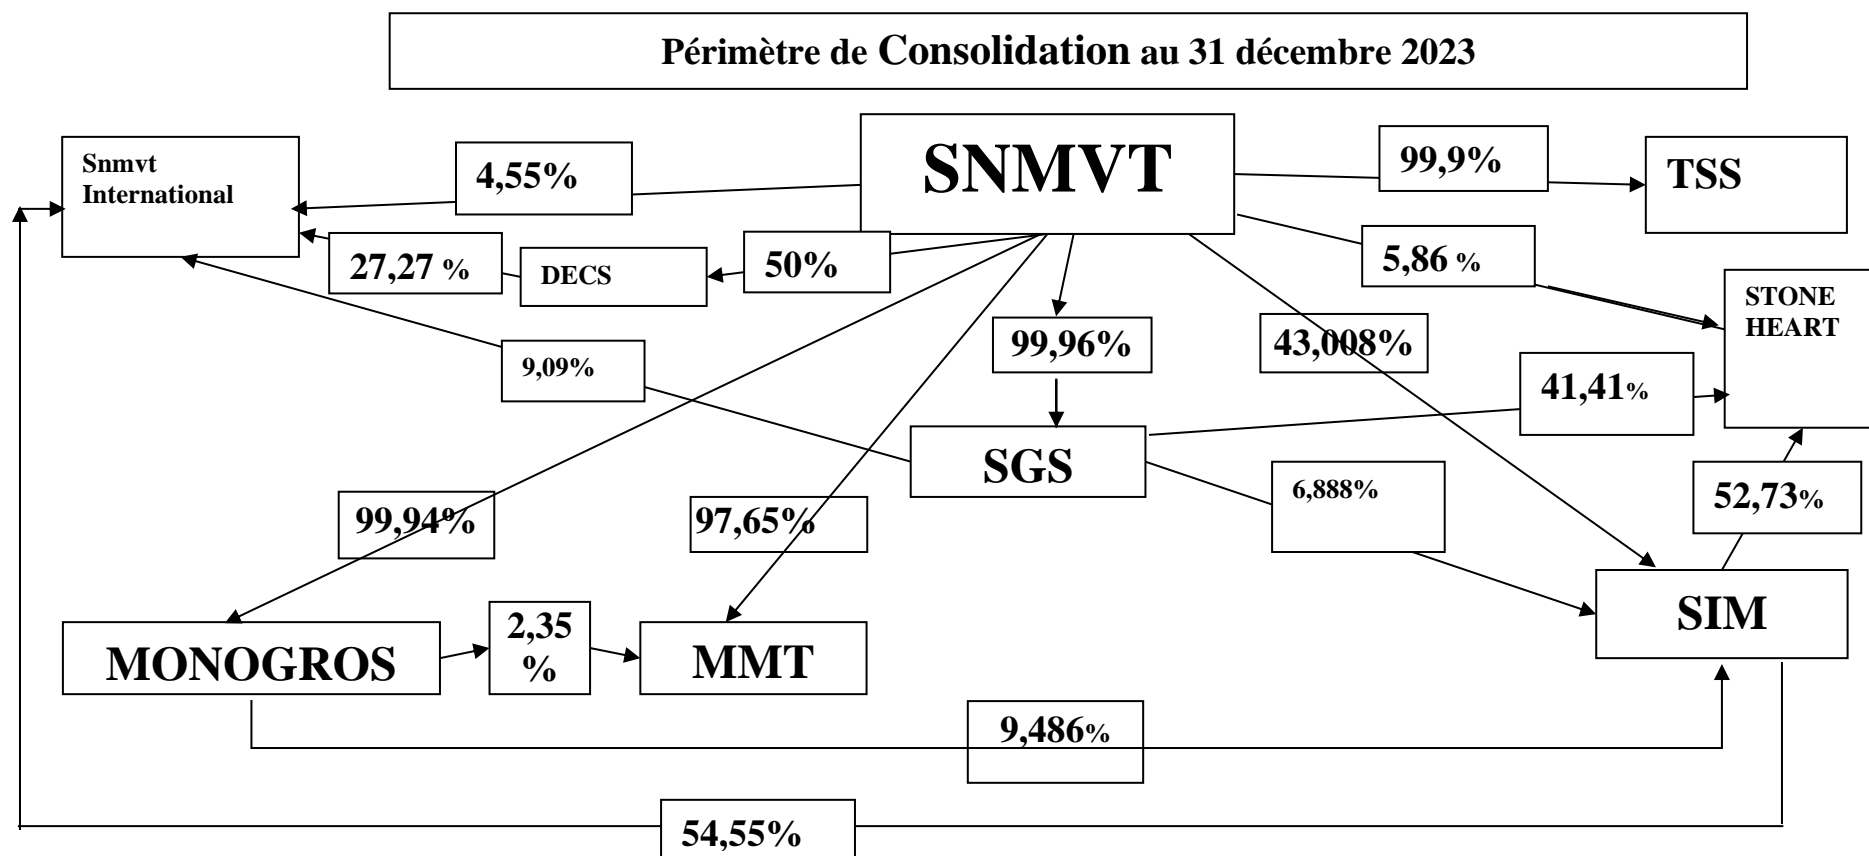 Périmètre de Consolidation au 31 décembre 2023
SNMVT
Snmvt
International
4,55%
99,9%
TSS
27,27 %
DECS
50%
5,86 %
STONE
HEART
9,09%
99,96%
43,008%
41,41%
SGS
6,888%
52,73%
99,94%
97,65%
SIM
MONOGROS
2,35
%
MMT
9,486%
54,55%